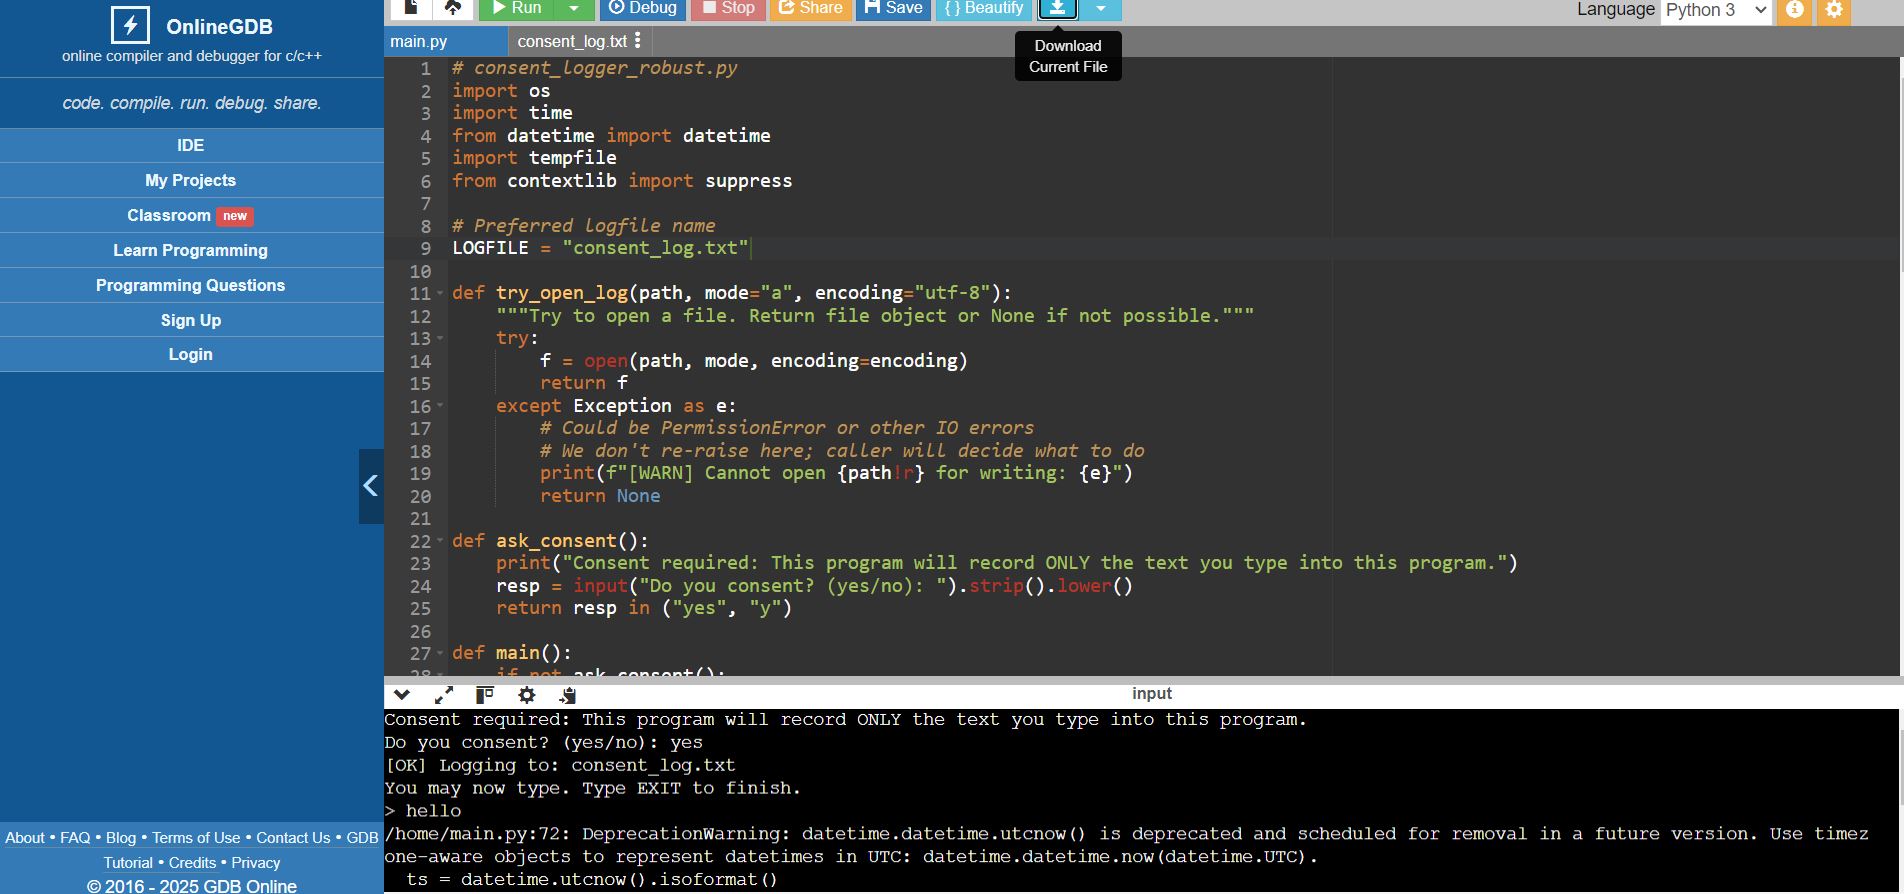 OnlineGDB
online compiler and debugger for c/c++
code. compile. run. debug. share.
IDE
My Projects
Classroom new
Learn Programming
Programming Questions
Sign Up
Login
About • FAQ • Blog • Terms of Use • Contact Us • GDB
Tutorial • Credits • Privacy
© 2016 - 2025 GDB Online
Run Debug Stop Share Save { } Beautify
Language Python 3
Download
Current File
main.py consent_log.txt
1 # consent_logger_robust.py
2 import os
3 import time
4 from datetime import datetime
5 import tempfile
6 from contextlib import suppress
7
8 # Preferred logfile name
9 LOGFILE = "consent_log.txt"
10
11 def try_open_log(path, mode="a", encoding="utf-8"):
12 """Try to open a file. Return file object or None if not possible."""
13 try:
14 f = open(path, mode, encoding=encoding)
15 return f
16 except Exception as e:
17 # Could be PermissionError or other IO errors
18 # We don't re-raise here; caller will decide what to do
19 print(f"[WARN] Cannot open {path!r} for writing: {e}")
20 return None
21
22 def ask_consent():
23 print("Consent required: This program will record ONLY the text you type into this program.")
24 resp = input("Do you consent? (yes/no): ").strip().lower()
25 return resp in ("yes", "y")
26
27 def main():
28 if not ask_consent():
input
Consent required: This program will record ONLY the text you type into this program.
Do you consent? (yes/no): yes
[OK] Logging to: consent_log.txt
You may now type. Type EXIT to finish.
> hello
/home/main.py:72: DeprecationWarning: datetime.datetime.utcnow() is deprecated and scheduled for removal in a future version. Use timez
one-aware objects to represent datetimes in UTC: datetime.datetime.now(datetime.UTC).
ts = datetime.utcnow().isoformat()